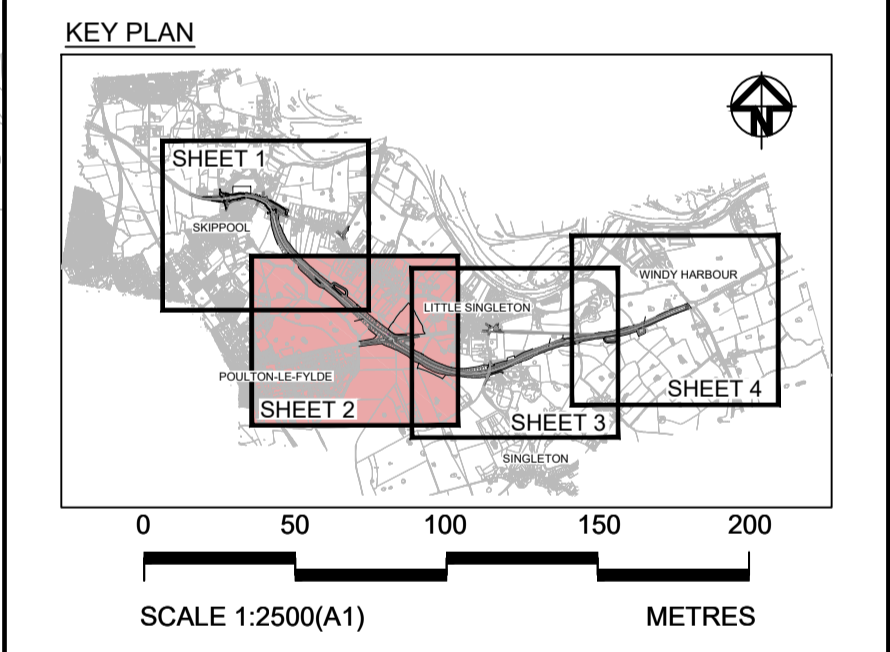 KEY PLAN
N
SHEET 1
SKIPPOOL
WINDY HARBOUR
LITTLE SINGLETON
POULTON-LE-FYLDE
SHEET 4
SHEET 2
SHEET 3
SINGLETON
0 50 100 150 200
SCALE 1:2500(A1) METRES